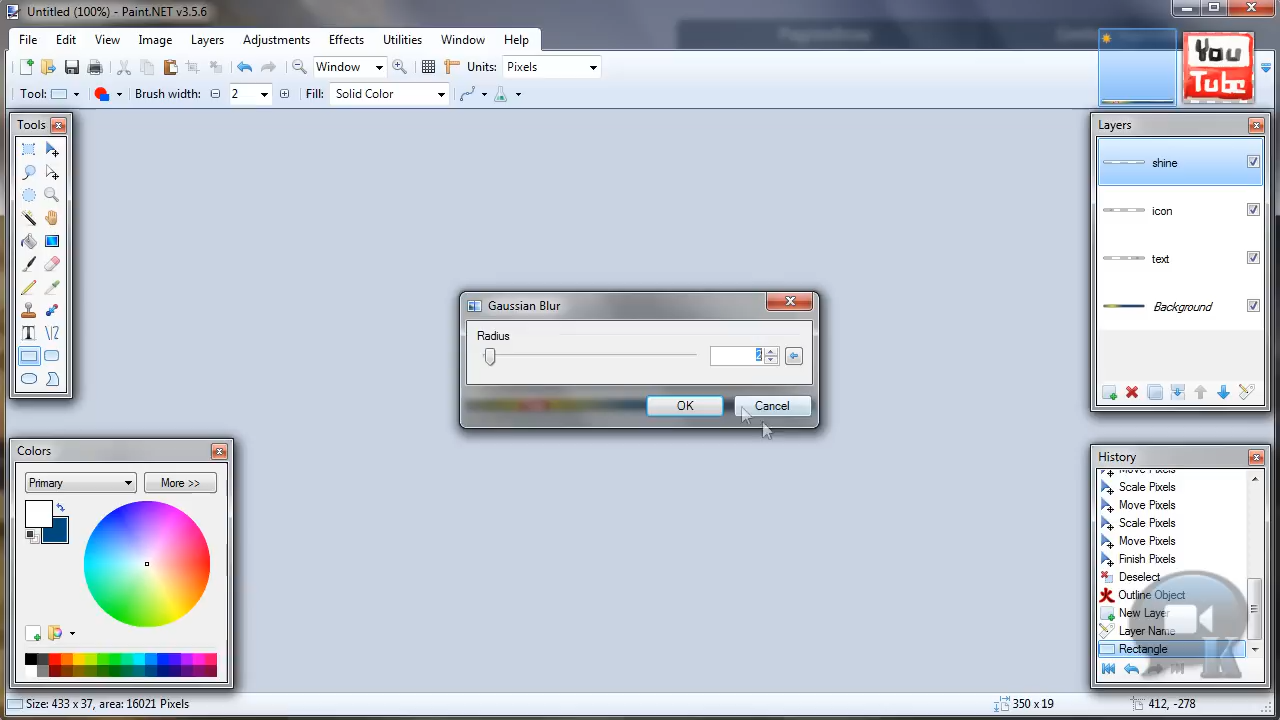 Untitled (100%) - Paint.NET v3.5.6
File Edit View Image Layers Adjustments Effects Utilities Window Help
Window Units: Pixels
Tool: Brush width: 2 Fill: Solid Color
You
Tube
Tools
Layers
shine
icon
text
Background
Gaussian Blur
Radius
2
OK Cancel
Colors
Primary More >>
History
Move Pixels
Scale Pixels
Move Pixels
Scale Pixels
Move Pixels
Finish Pixels
Deselect
Outline Object
New Layer
Layer Name
Rectangle
K
Size: 433 x 37, area: 16021 Pixels 350 x 19 412, -278